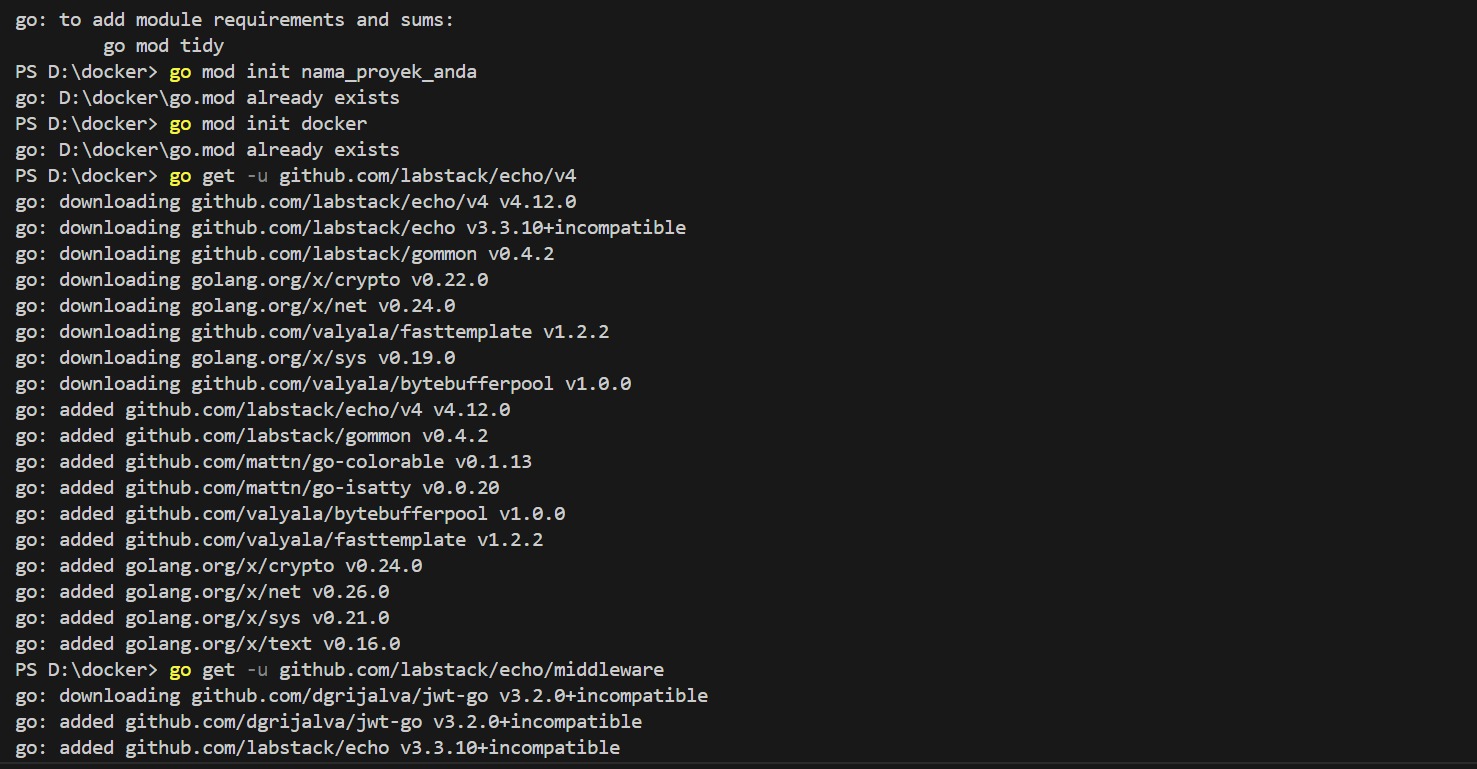 go: to add module requirements and sums:
        go mod tidy
PS D:\docker> go mod init nama_proyek_anda
go: D:\docker\go.mod already exists
PS D:\docker> go mod init docker
go: D:\docker\go.mod already exists
PS D:\docker> go get -u github.com/labstack/echo/v4
go: downloading github.com/labstack/echo/v4 v4.12.0
go: downloading github.com/labstack/echo v3.3.10+incompatible
go: downloading github.com/labstack/gommon v0.4.2
go: downloading golang.org/x/crypto v0.22.0
go: downloading golang.org/x/net v0.24.0
go: downloading github.com/valyala/fasttemplate v1.2.2
go: downloading golang.org/x/sys v0.19.0
go: downloading github.com/valyala/bytebufferpool v1.0.0
go: added github.com/labstack/echo/v4 v4.12.0
go: added github.com/labstack/gommon v0.4.2
go: added github.com/mattn/go-colorable v0.1.13
go: added github.com/mattn/go-isatty v0.0.20
go: added github.com/valyala/bytebufferpool v1.0.0
go: added github.com/valyala/fasttemplate v1.2.2
go: added golang.org/x/crypto v0.24.0
go: added golang.org/x/net v0.26.0
go: added golang.org/x/sys v0.21.0
go: added golang.org/x/text v0.16.0
PS D:\docker> go get -u github.com/labstack/echo/middleware
go: downloading github.com/dgrijalva/jwt-go v3.2.0+incompatible
go: added github.com/dgrijalva/jwt-go v3.2.0+incompatible
go: added github.com/labstack/echo v3.3.10+incompatible